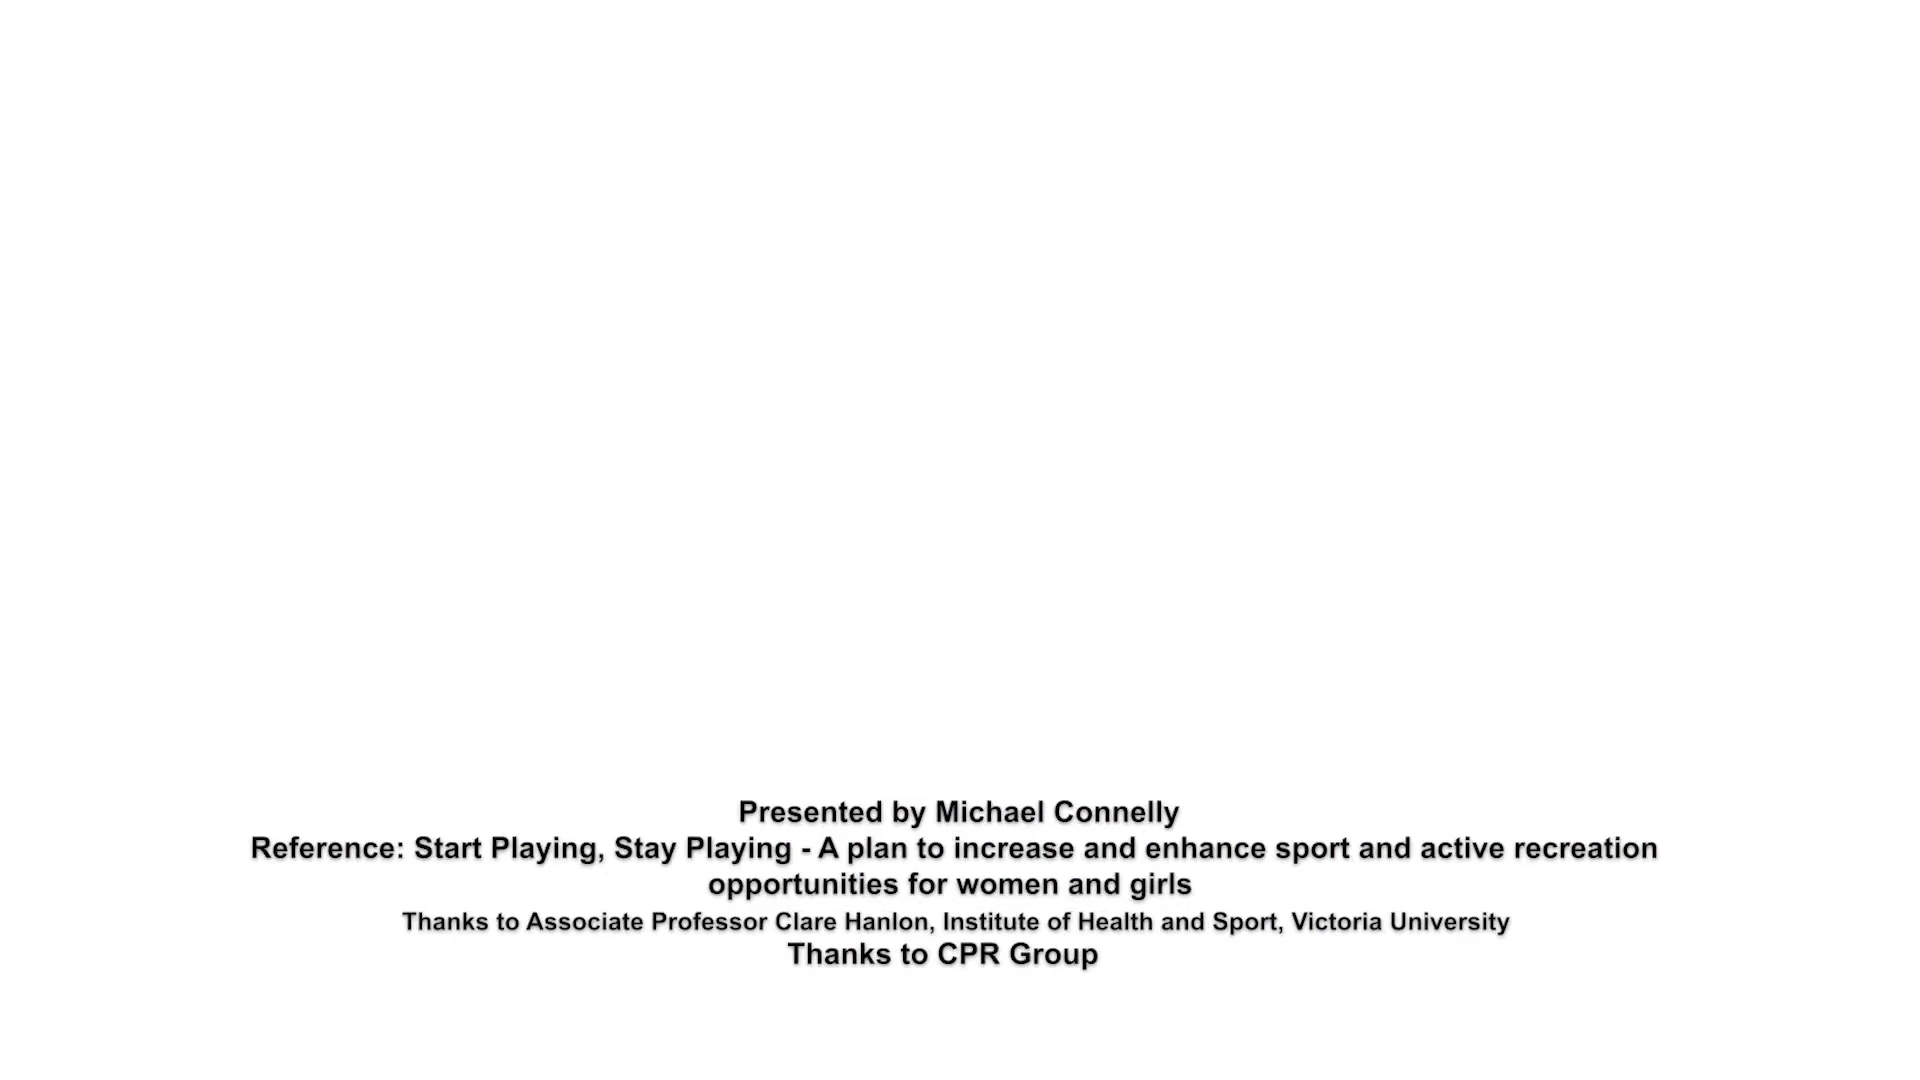 Presented by Michael Connelly
Reference: Start Playing, Stay Playing - A plan to increase and enhance sport and active recreation
opportunities for women and girls
Thanks to Associate Professor Clare Hanlon, Institute of Health and Sport, Victoria University
Thanks to CPR Group